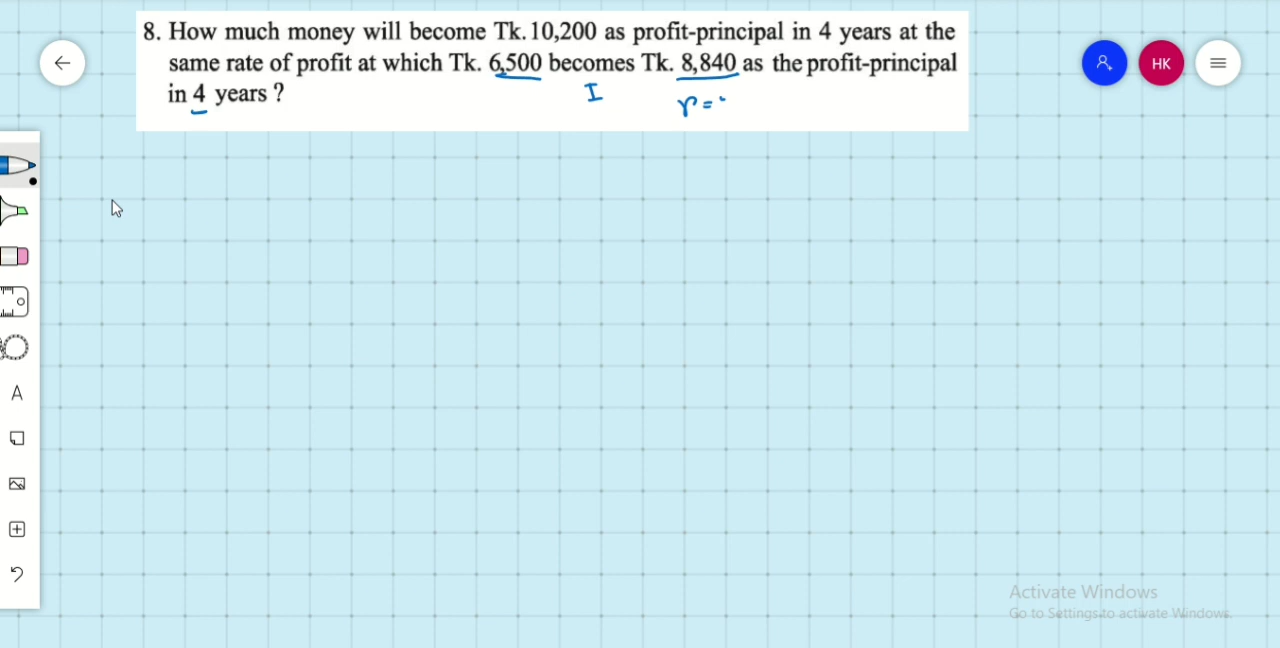 8. How much money will become Tk. 10,200 as profit-principal in 4 years at the
same rate of profit at which Tk. 6,500 becomes Tk. 8,840 as the profit-principal
in 4 years ?
I
r =
HK
A
Activate Windows
Go to Settings to activate Windows.